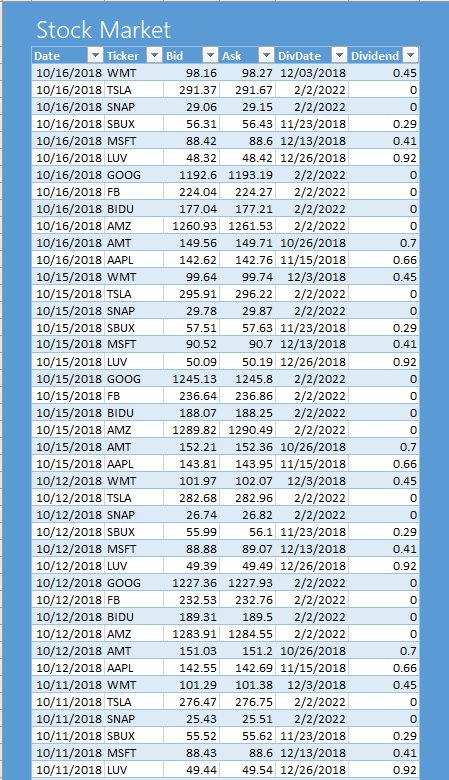 Stock Market
Date Ticker Bid Ask DivDate Dividend
10/16/2018 WMT 98.16 98.27 12/03/2018 0.45
10/16/2018 TSLA 291.37 291.67 2/2/2022 0
10/16/2018 SNAP 29.06 29.15 2/2/2022 0
10/16/2018 SBUX 56.31 56.43 11/23/2018 0.29
10/16/2018 MSFT 88.42 88.6 12/13/2018 0.41
10/16/2018 LUV 48.32 48.42 12/26/2018 0.92
10/16/2018 GOOG 1192.6 1193.19 2/2/2022 0
10/16/2018 FB 224.04 224.27 2/2/2022 0
10/16/2018 BIDU 177.04 177.21 2/2/2022 0
10/16/2018 AMZ 1260.93 1261.53 2/2/2022 0
10/16/2018 AMT 149.56 149.71 10/26/2018 0.7
10/16/2018 AAPL 142.62 142.76 11/15/2018 0.66
10/15/2018 WMT 99.64 99.74 12/3/2018 0.45
10/15/2018 TSLA 295.91 296.22 2/2/2022 0
10/15/2018 SNAP 29.78 29.87 2/2/2022 0
10/15/2018 SBUX 57.51 57.63 11/23/2018 0.29
10/15/2018 MSFT 90.52 90.7 12/13/2018 0.41
10/15/2018 LUV 50.09 50.19 12/26/2018 0.92
10/15/2018 GOOG 1245.13 1245.8 2/2/2022 0
10/15/2018 FB 236.64 236.86 2/2/2022 0
10/15/2018 BIDU 188.07 188.25 2/2/2022 0
10/15/2018 AMZ 1289.82 1290.49 2/2/2022 0
10/15/2018 AMT 152.21 152.36 10/26/2018 0.7
10/15/2018 AAPL 143.81 143.95 11/15/2018 0.66
10/12/2018 WMT 101.97 102.07 12/3/2018 0.45
10/12/2018 TSLA 282.68 282.96 2/2/2022 0
10/12/2018 SNAP 26.74 26.82 2/2/2022 0
10/12/2018 SBUX 55.99 56.1 11/23/2018 0.29
10/12/2018 MSFT 88.88 89.07 12/13/2018 0.41
10/12/2018 LUV 49.39 49.49 12/26/2018 0.92
10/12/2018 GOOG 1227.36 1227.93 2/2/2022 0
10/12/2018 FB 232.53 232.76 2/2/2022 0
10/12/2018 BIDU 189.31 189.5 2/2/2022 0
10/12/2018 AMZ 1283.91 1284.55 2/2/2022 0
10/12/2018 AMT 151.03 151.2 10/26/2018 0.7
10/12/2018 AAPL 142.55 142.69 11/15/2018 0.66
10/11/2018 WMT 101.29 101.38 12/3/2018 0.45
10/11/2018 TSLA 276.47 276.75 2/2/2022 0
10/11/2018 SNAP 25.43 25.51 2/2/2022 0
10/11/2018 SBUX 55.52 55.62 11/23/2018 0.29
10/11/2018 MSFT 88.43 88.6 12/13/2018 0.41
10/11/2018 LUV 49.44 49.54 12/26/2018 0.92